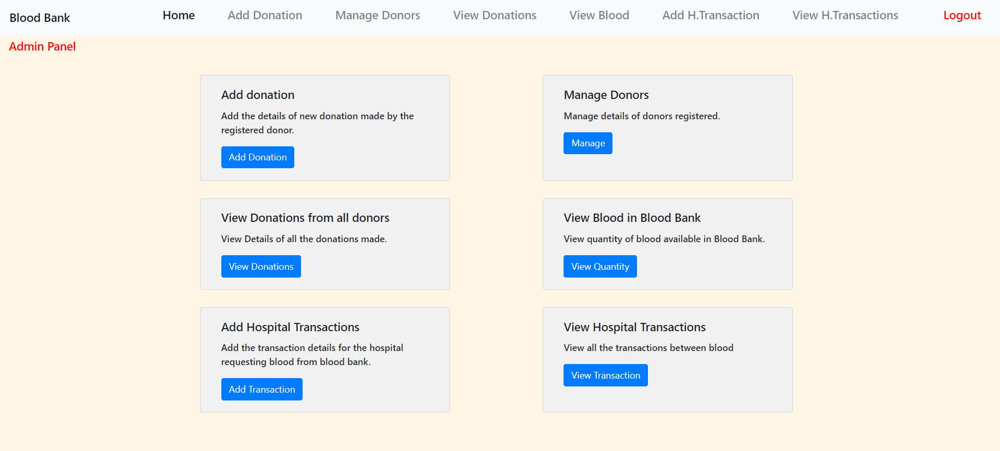 Blood Bank
Home
Add Donation
Manage Donors
View Donations
View Blood
Add H.Transaction
View H.Transactions
Logout
Admin Panel
Add donation
Add the details of new donation made by the
registered donor.
Add Donation
Manage Donors
Manage details of donors registered.
Manage
View Donations from all donors
View Details of all the donations made.
View Donations
View Blood in Blood Bank
View quantity of blood available in Blood Bank.
View Quantity
Add Hospital Transactions
Add the transaction details for the hospital
requesting blood from blood bank.
Add Transaction
View Hospital Transactions
View all the transactions between blood
View Transaction